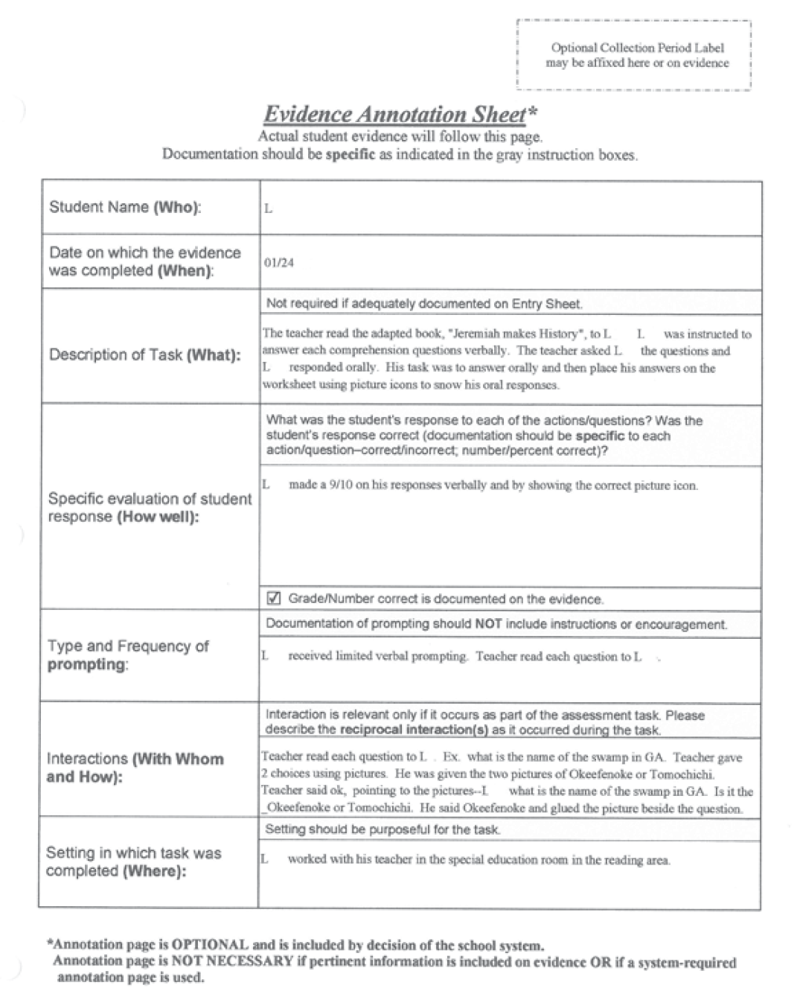 Optional Collection Period Label
may be affixed here or on evidence
Evidence Annotation Sheet*
Actual student evidence will follow this page.
Documentation should be specific as indicated in the gray instruction boxes.
Student Name (Who):
L
Date on which the evidence
was completed (When):
01/24
Description of Task (What):
Not required if adequately documented on Entry Sheet.
The teacher read the adapted book, "Jeremiah makes History", to L L was instructed to
answer each comprehension questions verbally. The teacher asked L the questions and
L responded orally. His task was to answer orally and then place his answers on the
worksheet using picture icons to snow his oral responses.
Specific evaluation of student
response (How well):
What was the student's response to each of the actions/questions? Was the
student's response correct (documentation should be specific to each
action/question–correct/incorrect; number/percent correct)?
L made a 9/10 on his responses verbally and by showing the correct picture icon.
☑ Grade/Number correct is documented on the evidence.
Type and Frequency of
prompting:
Documentation of prompting should NOT include instructions or encouragement.
L received limited verbal prompting. Teacher read each question to L .
Interactions (With Whom
and How):
Interaction is relevant only if it occurs as part of the assessment task. Please
describe the reciprocal interaction(s) as it occurred during the task.
Teacher read each question to L . Ex. what is the name of the swamp in GA. Teacher gave
2 choices using pictures. He was given the two pictures of Okeefenoke or Tomochichi.
Teacher said ok, pointing to the pictures--L what is the name of the swamp in GA. Is it the
_Okeefenoke or Tomochichi. He said Okeefenoke and glued the picture beside the question.
Setting in which task was
completed (Where):
Setting should be purposeful for the task.
L worked with his teacher in the special education room in the reading area.
*Annotation page is OPTIONAL and is included by decision of the school system.
Annotation page is NOT NECESSARY if pertinent information is included on evidence OR if a system-required
annotation page is used.